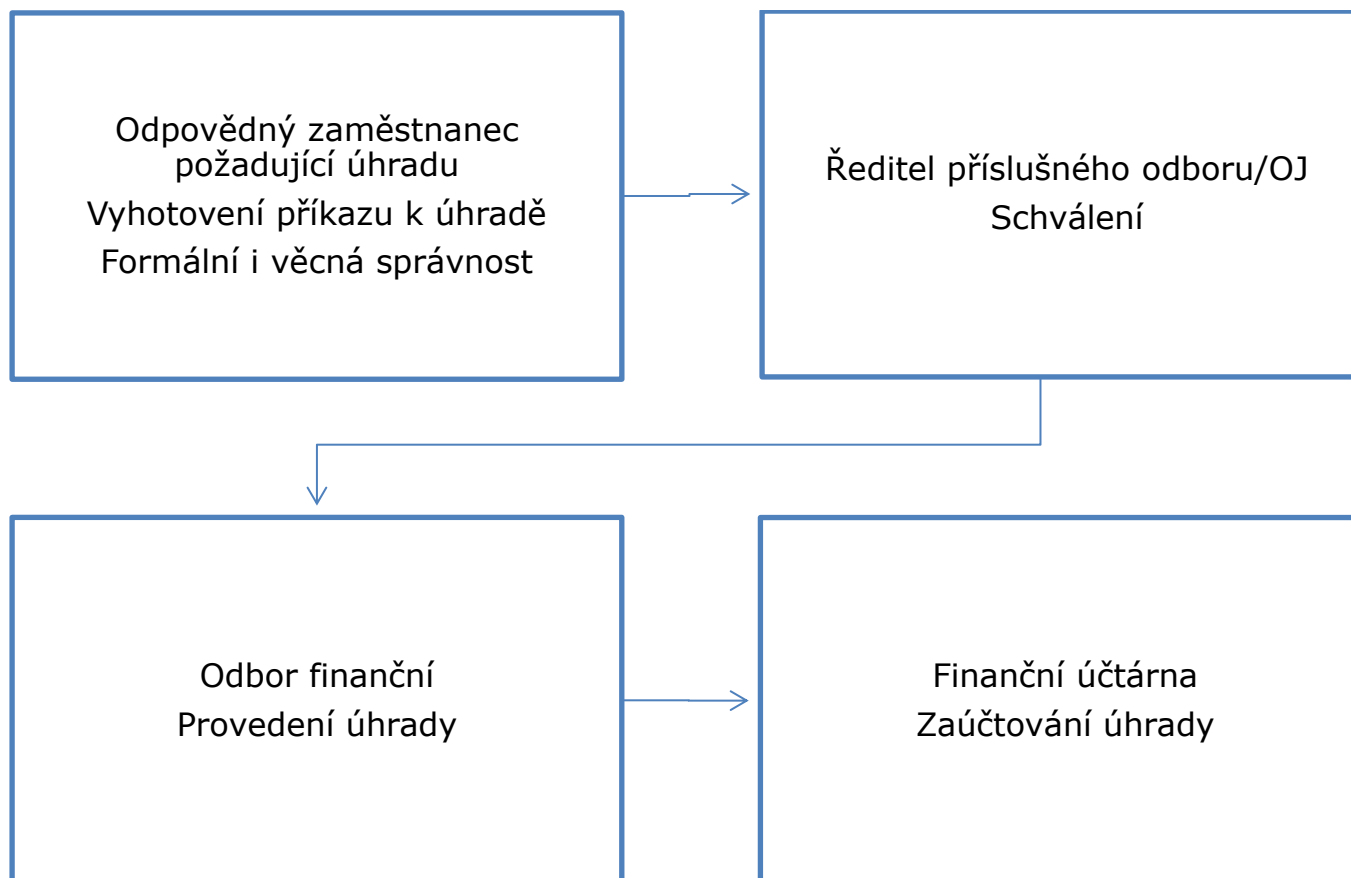 Odpovědný zaměstnanec
požadující úhradu
Vyhotovení příkazu k úhradě
Formální i věcná správnost
Ředitel příslušného odboru/OJ
Schválení
Odbor finanční
Provedení úhrady
Finanční účtárna
Zaúčtování úhrady